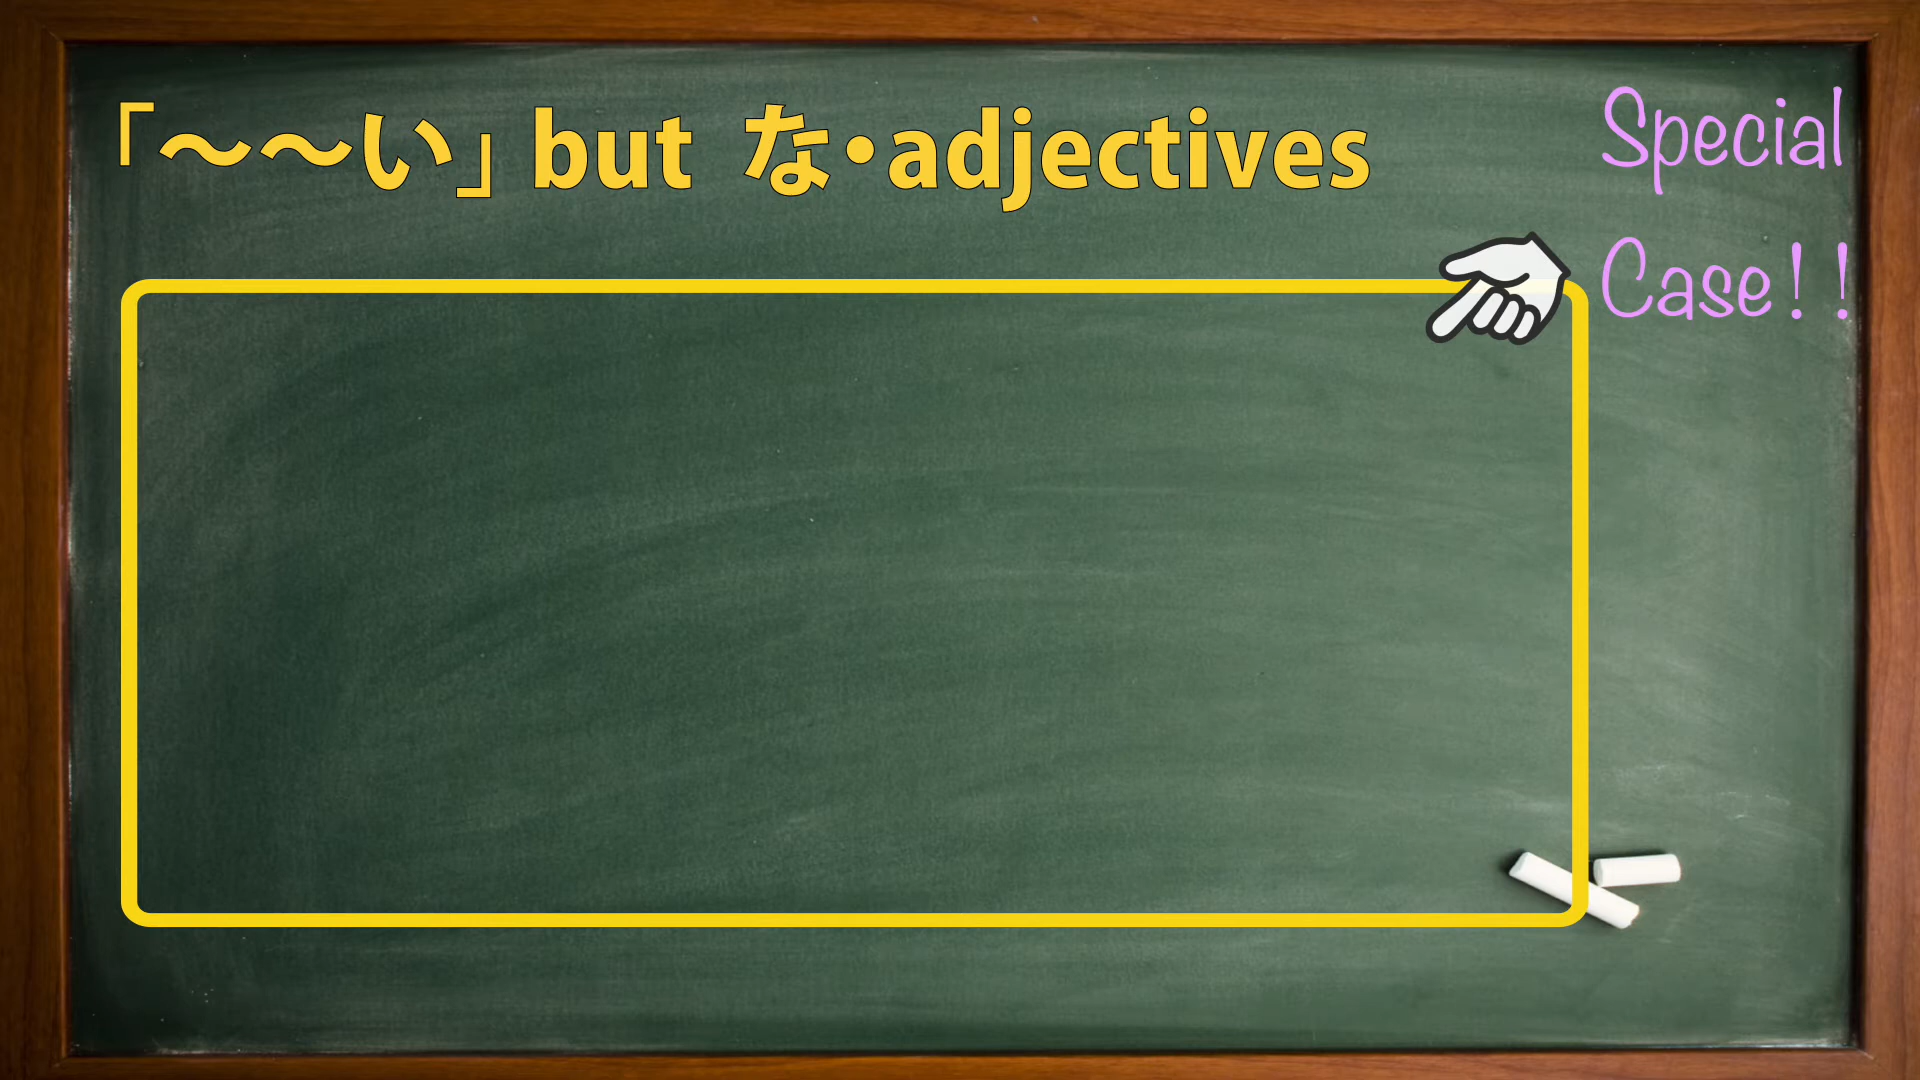 「～～い」 but な・adjectives
Special
Case！！